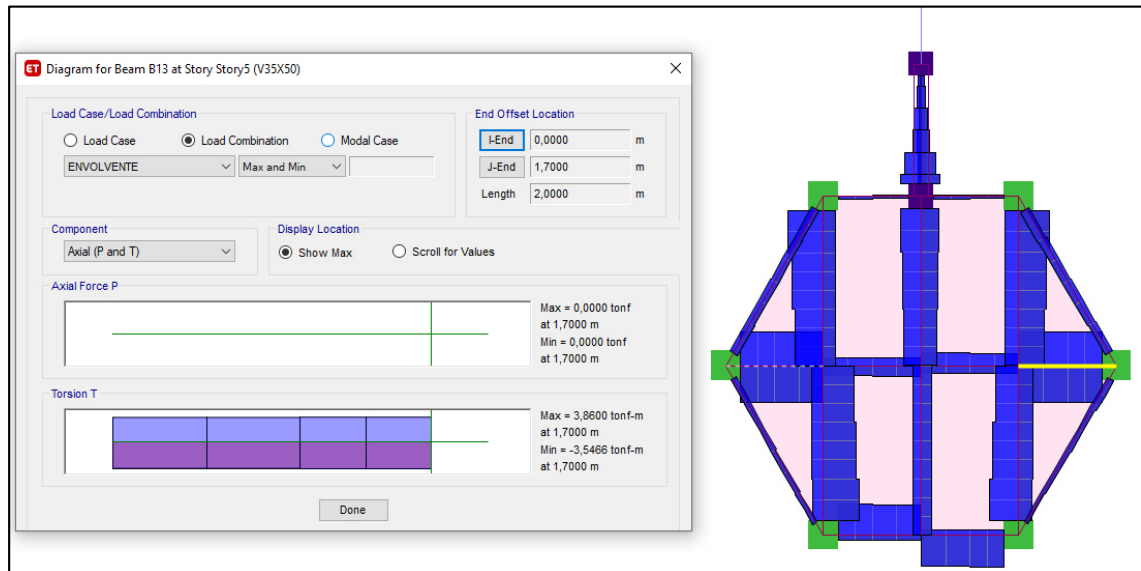 ET Diagram for Beam B13 at Story Story5 (V35X50)
Load Case/Load Combination
Load Case Load Combination Modal Case
ENVOLVENTE Max and Min
End Offset Location
I-End 0,0000 m
J-End 1,7000 m
Length 2,0000 m
Component
Axial (P and T)
Display Location
Show Max Scroll for Values
Axial Force P
Max = 0,0000 tonf
at 1,7000 m
Min = 0,0000 tonf
at 1,7000 m
Torsion T
Max = 3,8600 tonf-m
at 1,7000 m
Min = -3,5466 tonf-m
at 1,7000 m
Done